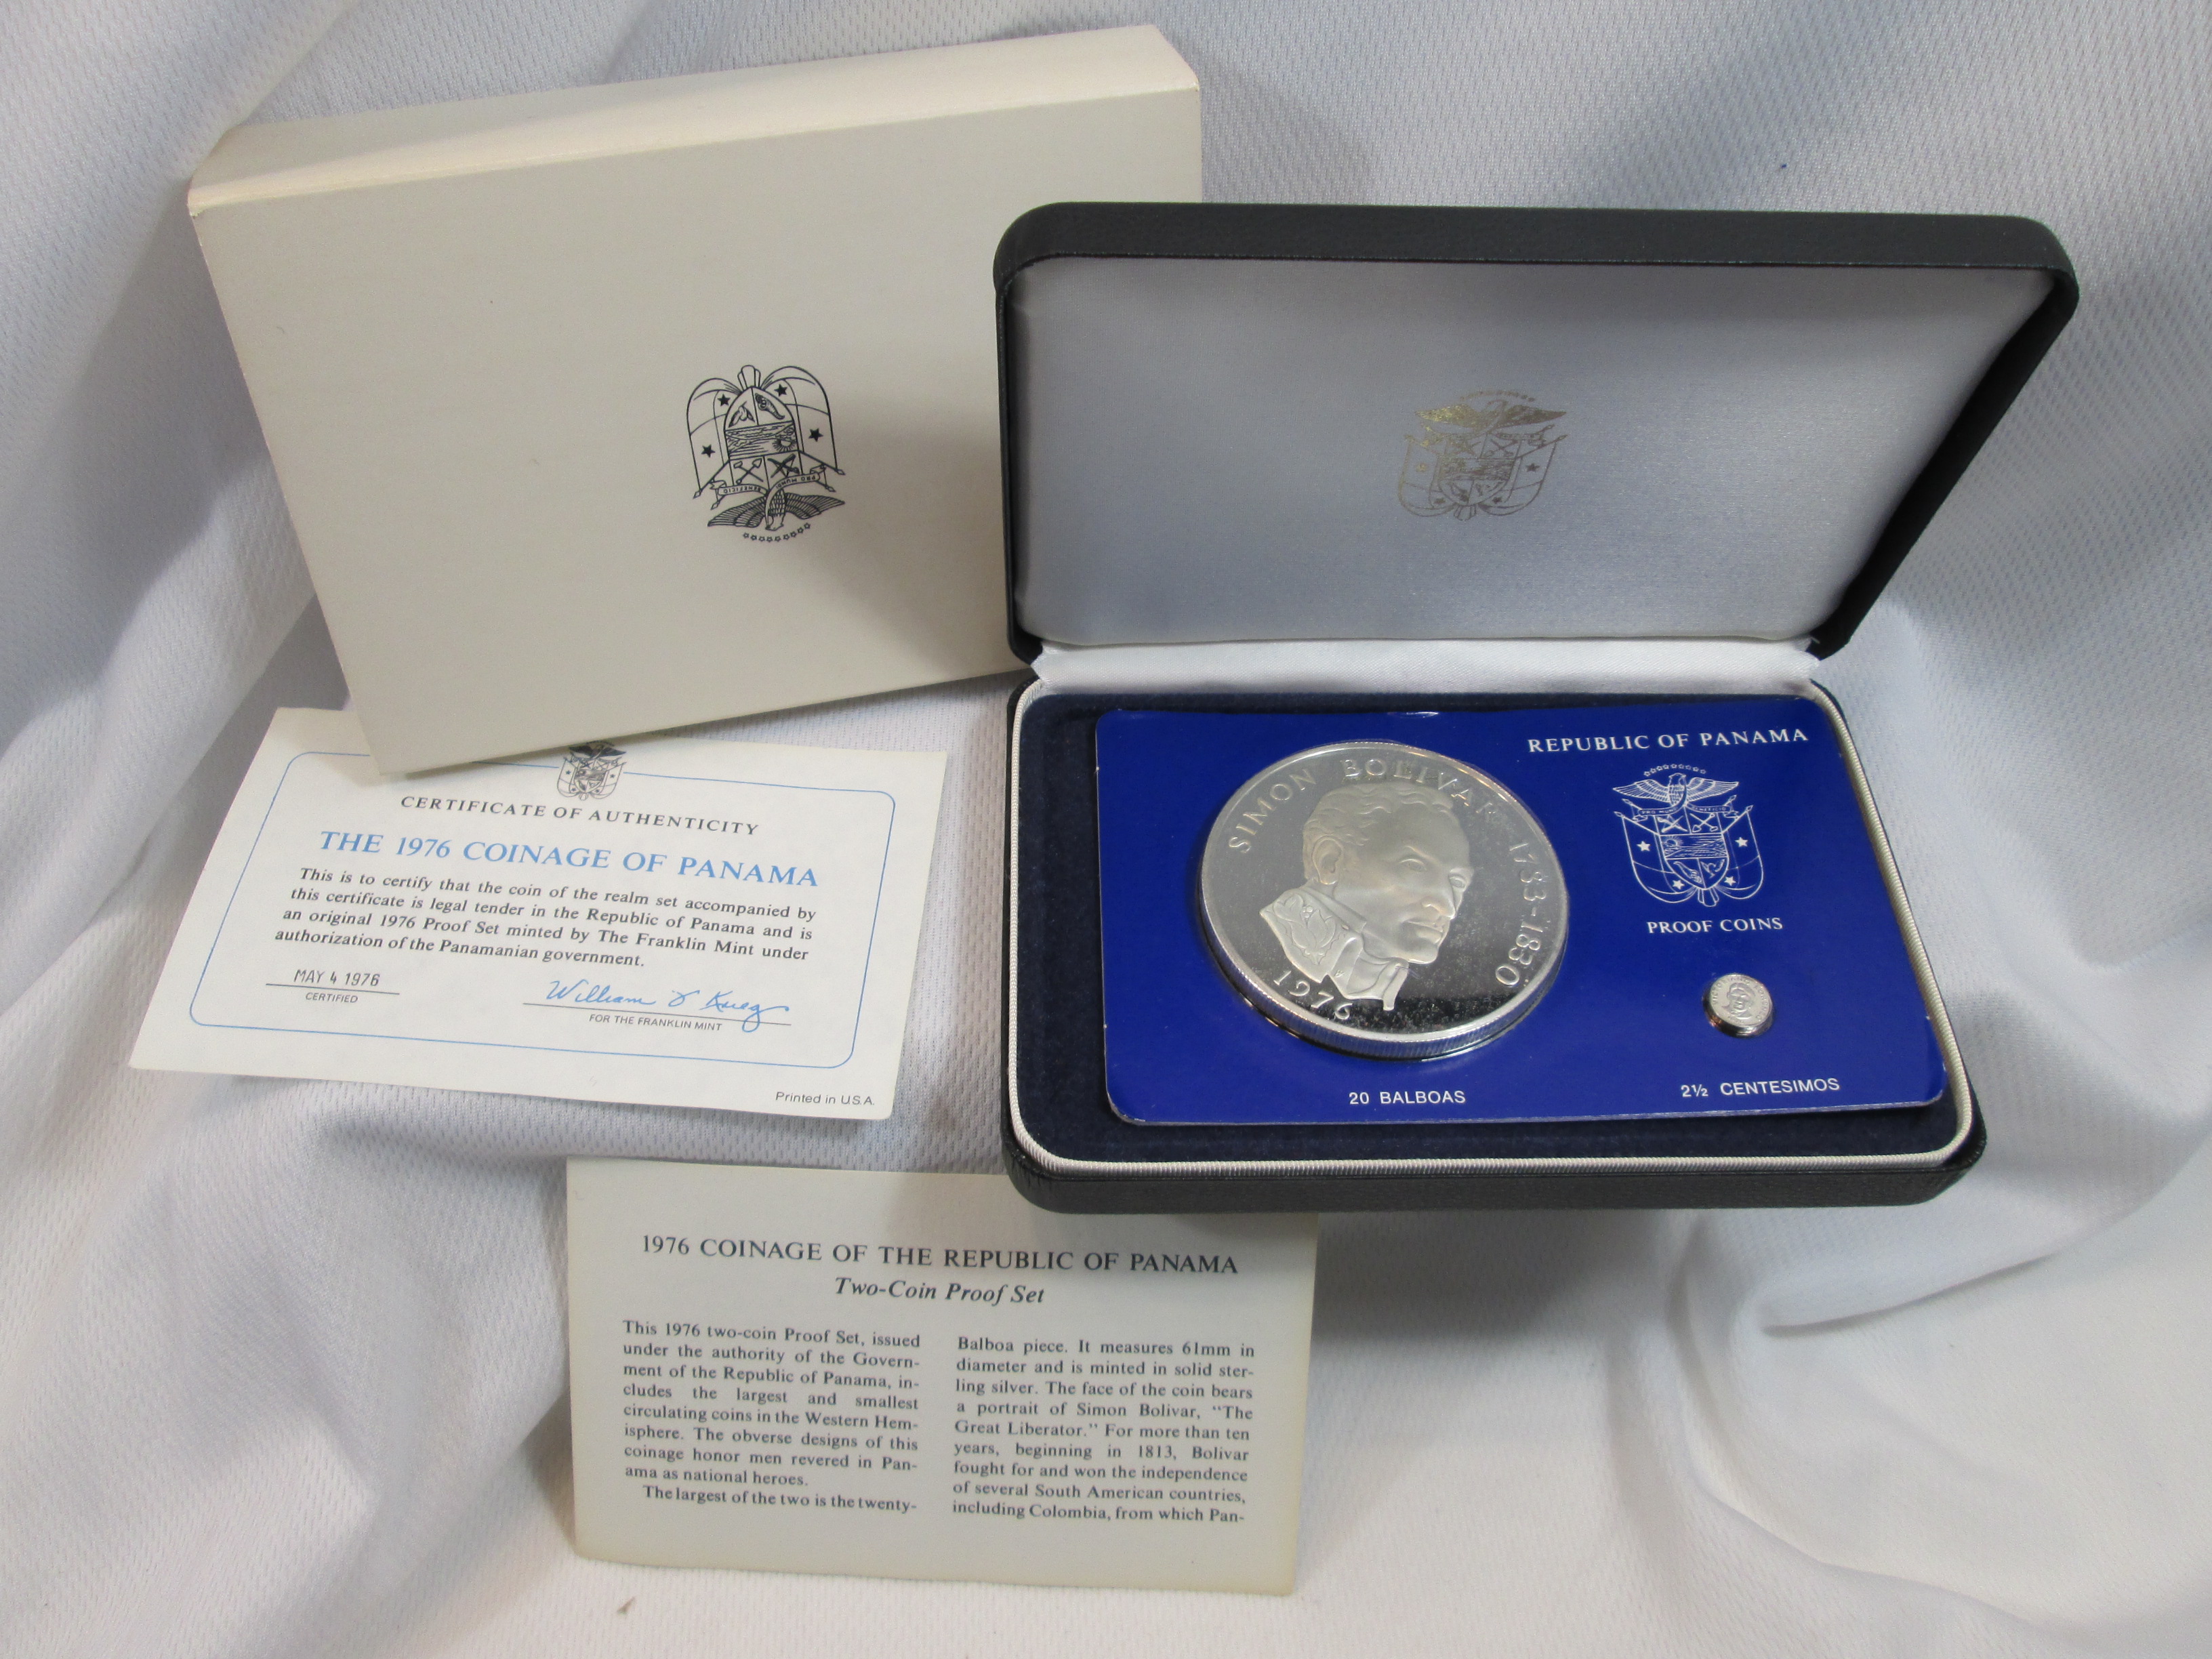 BENEFICIO
PRO MUNDI
CERTIFICATE OF AUTHENTICITY
THE 1976 COINAGE OF PANAMA
This is to certify that the coin of the realm set accompanied by
this certificate is legal tender in the Republic of Panama and is
an original 1976 Proof Set minted by The Franklin Mint under
authorization of the Panamanian government.
MAY 4 1976
CERTIFIED
FOR THE FRANKLIN MINT
Printed in U.S.A.
SIMON BOLIVAR 1783-1830
1976
20 BALBOAS
REPUBLIC OF PANAMA
PROOF COINS
2½ CENTESIMOS
1976 COINAGE OF THE REPUBLIC OF PANAMA
Two-Coin Proof Set
This 1976 two-coin Proof Set, issued
under the authority of the Govern-
ment of the Republic of Panama, in-
cludes the largest and smallest
circulating coins in the Western Hem-
isphere. The obverse designs of this
coinage honor men revered in Pan-
ama as national heroes.
The largest of the two is the twenty-
Balboa piece. It measures 61mm in
diameter and is minted in solid ster-
ling silver. The face of the coin bears
a portrait of Simon Bolivar, "The
Great Liberator." For more than ten
years, beginning in 1813, Bolivar
fought for and won the independence
of several South American countries,
including Colombia, from which Pan-